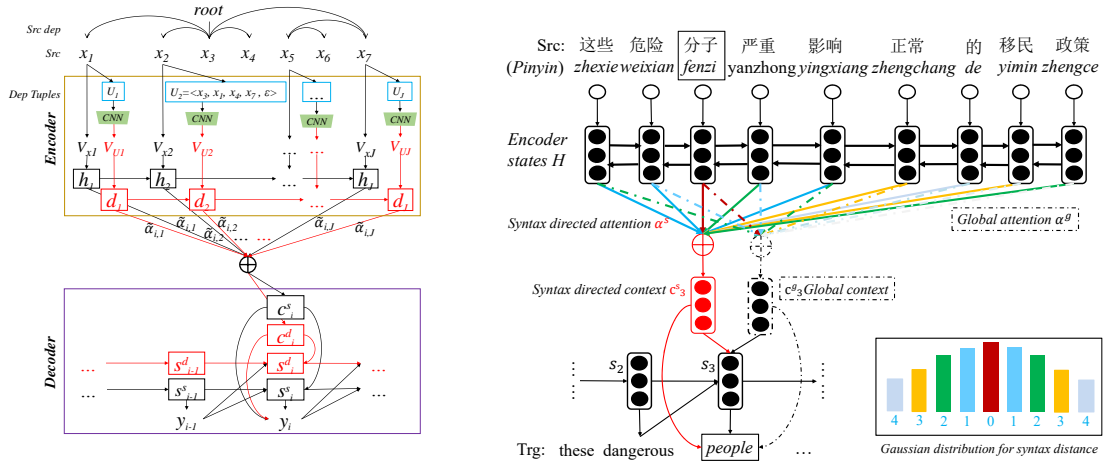 root
Src dep
Src x1 x2 x3 x4 x5 x6 x7
Dep Tuples U1 U2=<x3, x1, x4, x7 , ε> ... UJ
CNN CNN CNN CNN
Encoder
Vx1 VU1 Vx2 VU2 ... ... VxJ VUJ
h1 h2 ... hJ
d1 d2 ... dJ
α̃i,1 α̃i,1 α̃i,2 α̃i,2 ... ... α̃i,J α̃i,J
Decoder
csi
cdi
... sdi-1 sdi ...
... ssi-1 ssi ...
yi-1 yi
Src: 这些 危险 分子 严重 影响 正常 的 移民 政策
(Pinyin) zhexie weixian fenzi yanzhong yingxiang zhengchang de yimin zhengce
Encoder
states H
Syntax directed attention αs
Global attention αg
Syntax directed context cs3
cg3 Global context
... s2 s3 ...
Trg: these dangerous people ...
4 3 2 1 0 1 2 3 4
Gaussian distribution for syntax distance